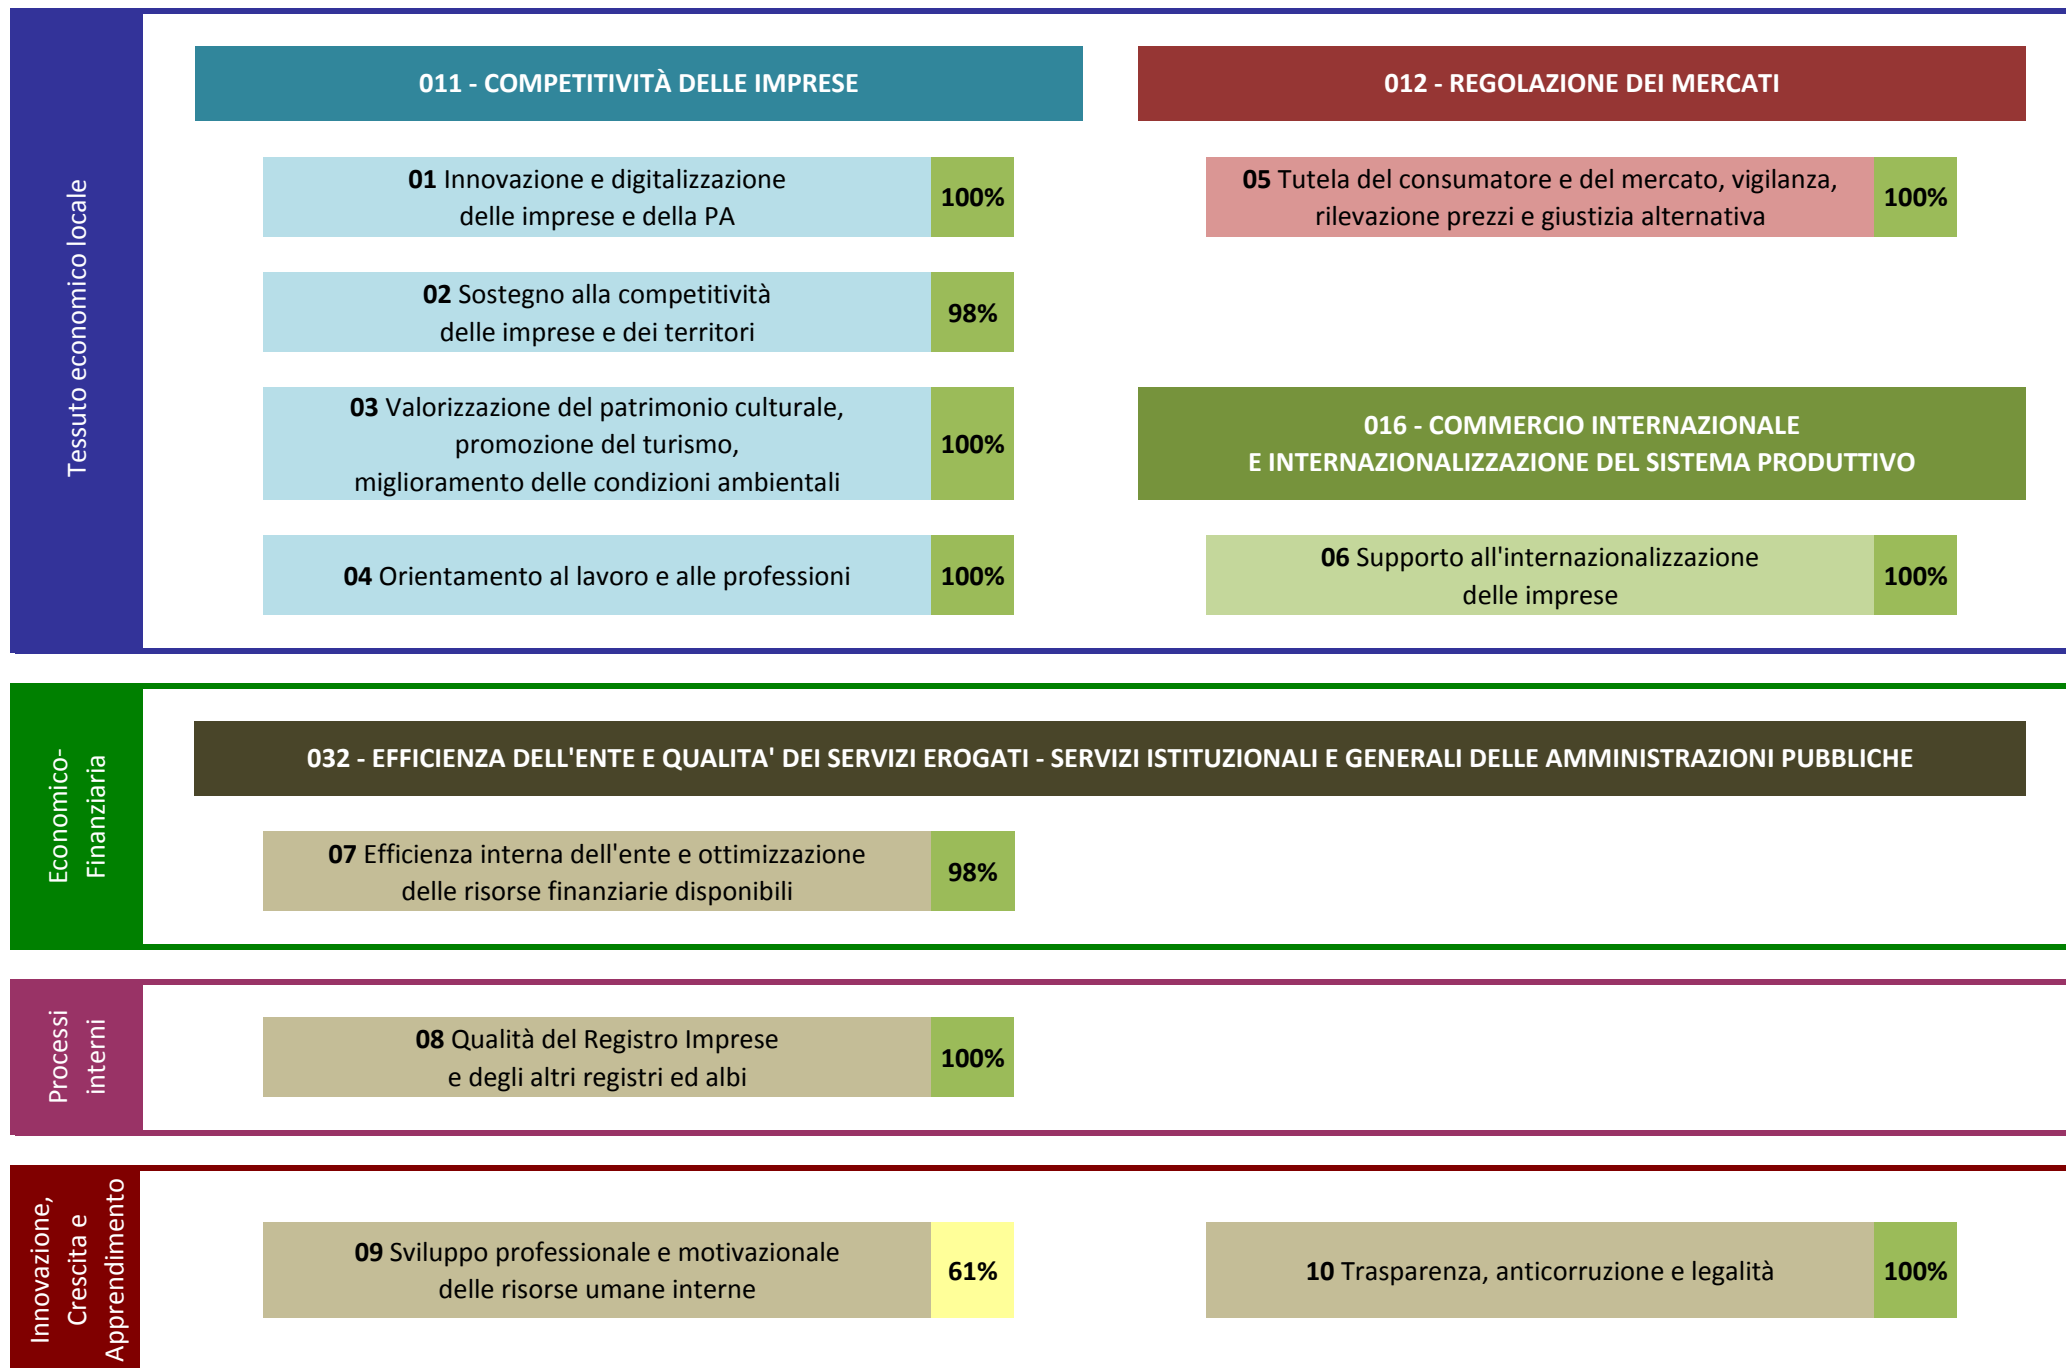 Tessuto economico locale
011 - COMPETITIVITÀ DELLE IMPRESE
01 Innovazione e digitalizzazione
delle imprese e della PA
100%
02 Sostegno alla competitività
delle imprese e dei territori
98%
03 Valorizzazione del patrimonio culturale,
promozione del turismo,
miglioramento delle condizioni ambientali
100%
04 Orientamento al lavoro e alle professioni
100%
012 - REGOLAZIONE DEI MERCATI
05 Tutela del consumatore e del mercato, vigilanza,
rilevazione prezzi e giustizia alternativa
100%
016 - COMMERCIO INTERNAZIONALE
E INTERNAZIONALIZZAZIONE DEL SISTEMA PRODUTTIVO
06 Supporto all'internazionalizzazione
delle imprese
100%
Economico-
Finanziaria
032 - EFFICIENZA DELL'ENTE E QUALITA' DEI SERVIZI EROGATI - SERVIZI ISTITUZIONALI E GENERALI DELLE AMMINISTRAZIONI PUBBLICHE
07 Efficienza interna dell'ente e ottimizzazione
delle risorse finanziarie disponibili
98%
Processi
interni
08 Qualità del Registro Imprese
e degli altri registri ed albi
100%
Innovazione,
Crescita e
Apprendimento
09 Sviluppo professionale e motivazionale
delle risorse umane interne
61%
10 Trasparenza, anticorruzione e legalità
100%